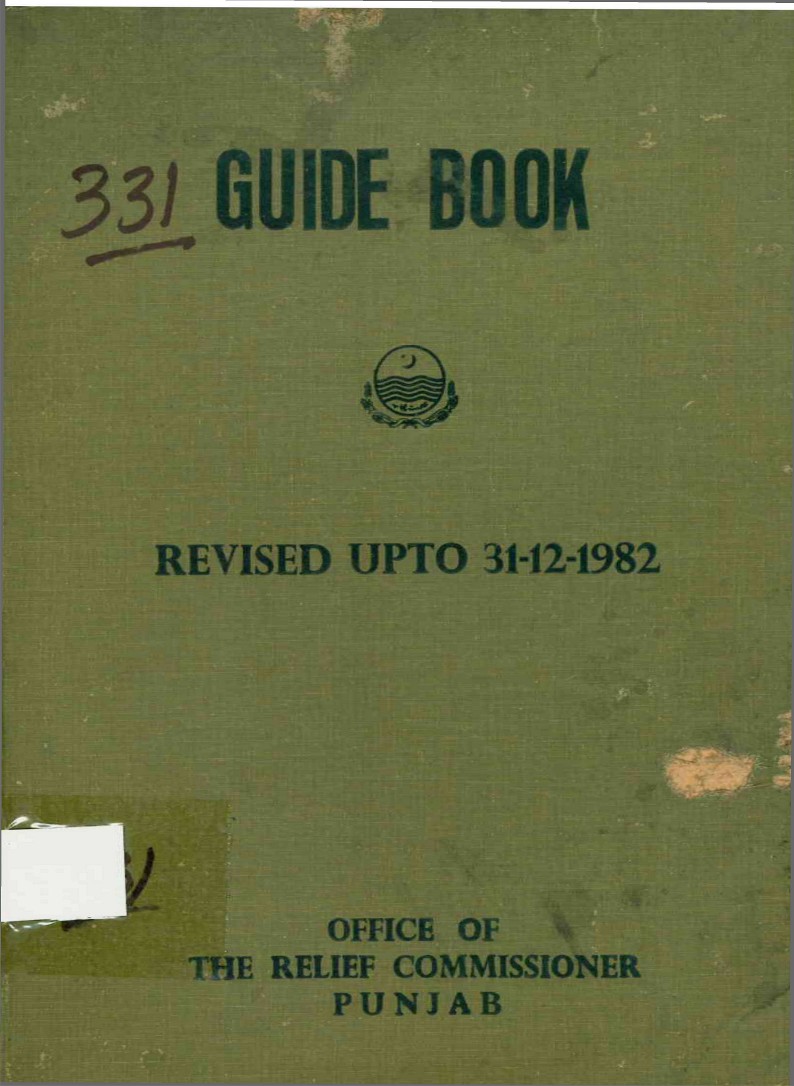 331 GUIDE BOOK
REVISED UPTO 31-12-1982
OFFICE OF
THE RELIEF COMMISSIONER
PUNJAB